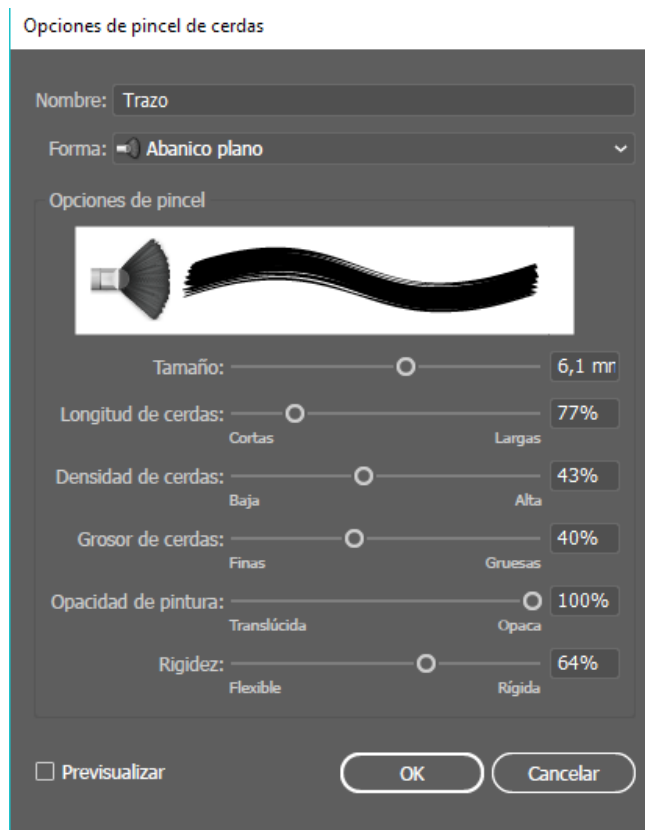 Opciones de pincel de cerdas
Nombre: Trazo
Forma: Abanico plano
Opciones de pincel
Tamaño: 6,1 mm
Longitud de cerdas: 77%
Cortas Largas
Densidad de cerdas: 43%
Baja Alta
Grosor de cerdas: 40%
Finas Gruesas
Opacidad de pintura: 100%
Translúcida Opaca
Rigidez: 64%
Flexible Rígida
Previsualizar OK Cancelar